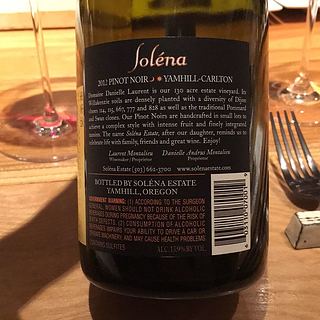 Soléna
2012 PINOT NOIR YAMHILL-CARLTON
Domaine Danielle Laurent is our 130 acre estate vineyard. Its
Willakenzie soils are densely planted with a diversity of Dijon
clones 114, 115, 667, 777 and 828 as well as the traditional Pommard
and Swan clones. Our Pinot Noirs are handcrafted in small lots to
achieve a complex style with intense fruit and finely integrated
tannins. The name Soléna Estate, after our daughter, reminds us to
celebrate life with family, friends and great wine. Enjoy!
Laurent Montalieu Danielle Andrus Montalieu
Winemaker / Proprietor Proprietor
Soléna Estate (503) 662-3700 www.solenaestate.com
BOTTLED BY SOLÉNA ESTATE
YAMHILL, OREGON
GOVERNMENT WARNING: (1) ACCORDING TO THE SURGEON
GENERAL, WOMEN SHOULD NOT DRINK ALCOHOLIC
BEVERAGES DURING PREGNANCY BECAUSE OF THE RISK OF
BIRTH DEFECTS. (2) CONSUMPTION OF ALCOHOLIC
BEVERAGES IMPAIRS YOUR ABILITY TO DRIVE A CAR OR
OPERATE MACHINERY, AND MAY CAUSE HEALTH PROBLEMS
CONTAINS SULFITES ALC. 13.9% BY VOL.